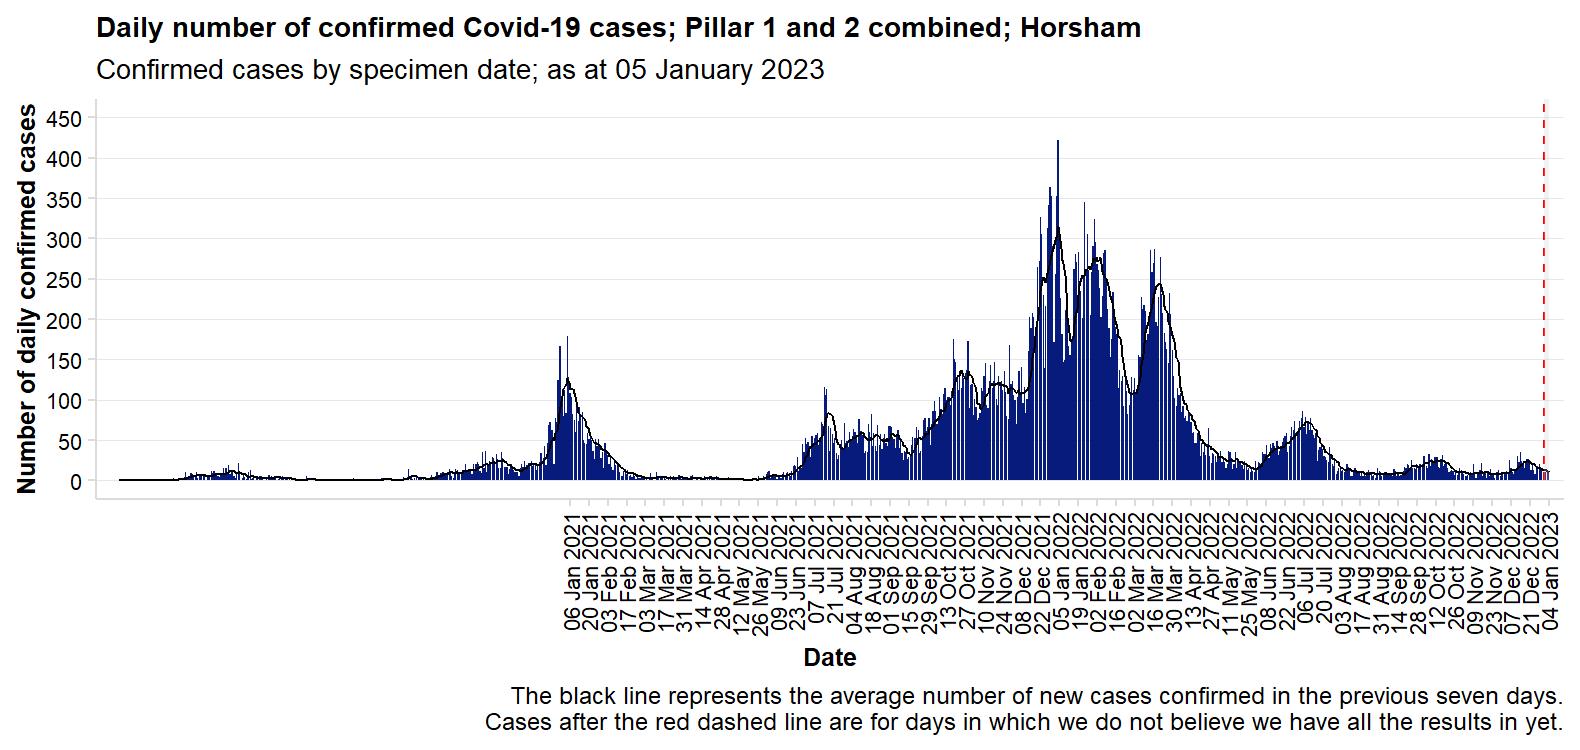 Daily number of confirmed Covid-19 cases; Pillar 1 and 2 combined; Horsham
Confirmed cases by specimen date; as at 05 January 2023
Number of daily confirmed cases
450
400
350
300
250
200
150
100
50
0
06 Jan 2021
20 Jan 2021
03 Feb 2021
17 Feb 2021
03 Mar 2021
17 Mar 2021
31 Mar 2021
14 Apr 2021
28 Apr 2021
12 May 2021
26 May 2021
09 Jun 2021
23 Jun 2021
07 Jul 2021
21 Jul 2021
04 Aug 2021
18 Aug 2021
01 Sep 2021
15 Sep 2021
29 Sep 2021
13 Oct 2021
27 Oct 2021
10 Nov 2021
24 Nov 2021
08 Dec 2021
22 Dec 2021
05 Jan 2022
19 Jan 2022
02 Feb 2022
16 Feb 2022
02 Mar 2022
16 Mar 2022
30 Mar 2022
13 Apr 2022
27 Apr 2022
11 May 2022
25 May 2022
08 Jun 2022
22 Jun 2022
06 Jul 2022
20 Jul 2022
03 Aug 2022
17 Aug 2022
31 Aug 2022
14 Sep 2022
28 Sep 2022
12 Oct 2022
26 Oct 2022
09 Nov 2022
23 Nov 2022
07 Dec 2022
21 Dec 2022
04 Jan 2023
Date
The black line represents the average number of new cases confirmed in the previous seven days.
Cases after the red dashed line are for days in which we do not believe we have all the results in yet.